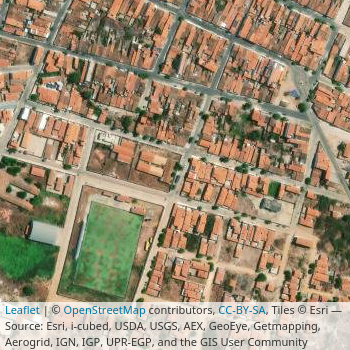 Leaflet | © OpenStreetMap contributors, CC-BY-SA, Tiles © Esri —
Source: Esri, i-cubed, USDA, USGS, AEX, GeoEye, Getmapping,
Aerogrid, IGN, IGP, UPR-EGP, and the GIS User Community